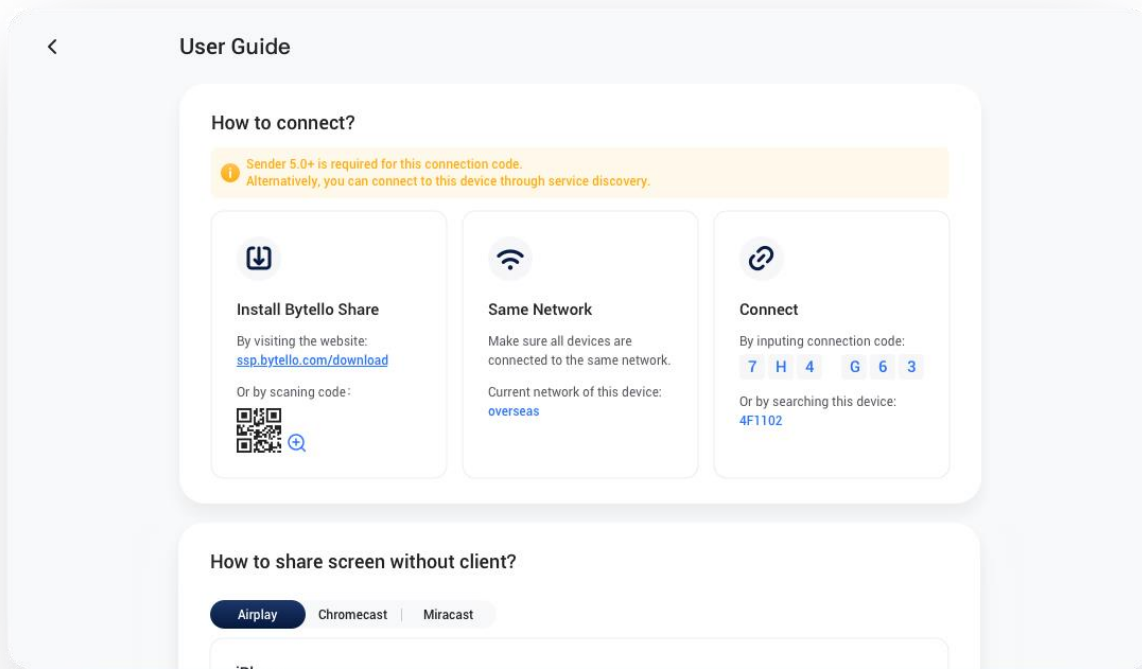 User Guide
How to connect?
Sender 5.0+ is required for this connection code.
Alternatively, you can connect to this device through service discovery.
Install Bytello Share
By visiting the website:
ssp.bytello.com/download
Or by scaning code:
Same Network
Make sure all devices are
connected to the same network.
Current network of this device:
overseas
Connect
By inputing connection code:
7 H 4 G 6 3
Or by searching this device:
4F1102
How to share screen without client?
Airplay Chromecast Miracast